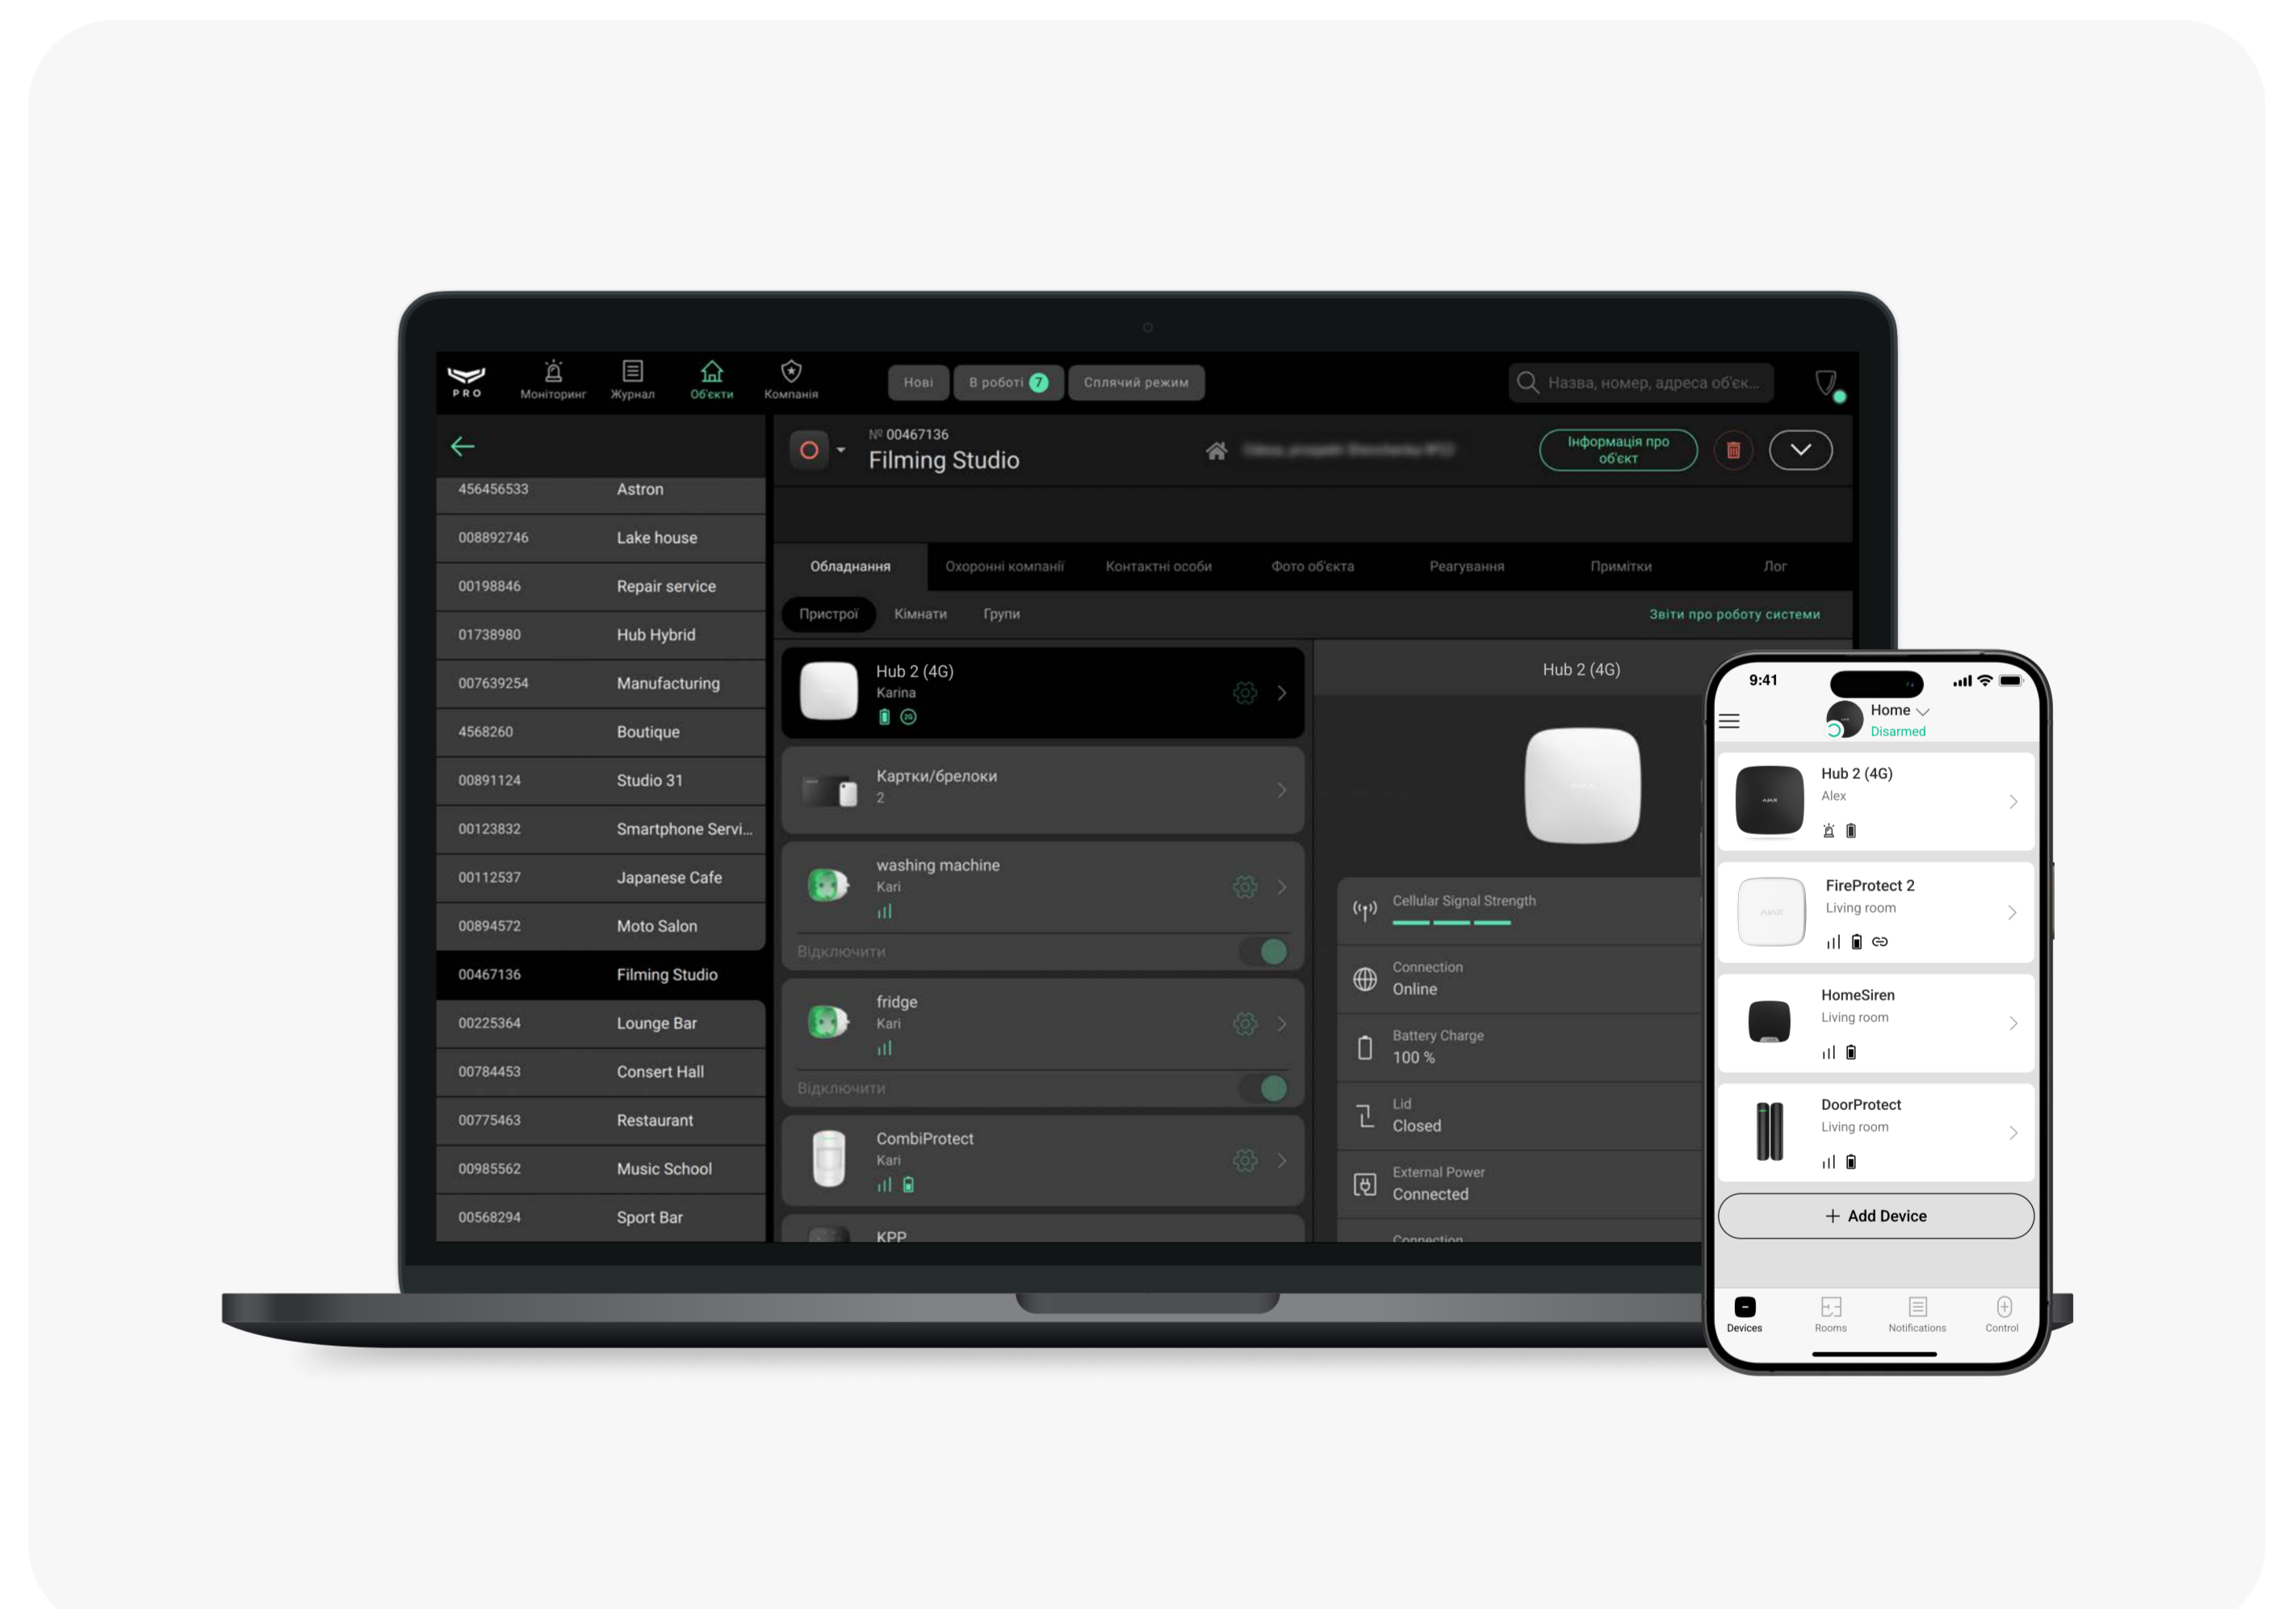 PRO
Моніторинг
Журнал
Об'єкти
Компанія
Нові
В роботі 7
Сплячий режим
Назва, номер, адреса об'єк...
№ 00467136
Filming Studio
Інформація про
об'єкт
456456533 Astron
008892746 Lake house
00198846 Repair service
01738980 Hub Hybrid
007639254 Manufacturing
4568260 Boutique
00891124 Studio 31
00123832 Smartphone Servi...
00112537 Japanese Cafe
00894572 Moto Salon
00467136 Filming Studio
00225364 Lounge Bar
00784453 Consert Hall
00775463 Restaurant
00985562 Music School
00568294 Sport Bar
Обладнання
Охоронні компанії
Контактні особи
Фото об'єкта
Реагування
Примітки
Лог
Пристрої
Кімнати
Групи
Звіти про роботу системи
Hub 2 (4G)
Karina
2G
Картки/брелоки
2
washing machine
Kari
Відключити
fridge
Kari
Відключити
CombiProtect
Kari
KPP
Hub 2 (4G)
Cellular Signal Strength
Connection
Online
Battery Charge
100 %
Lid
Closed
External Power
Connected
Connection
9:41
Home
Disarmed
Hub 2 (4G)
Alex
AJAX
FireProtect 2
Living room
AJAX
HomeSiren
Living room
DoorProtect
Living room
+ Add Device
Devices
Rooms
Notifications
Control